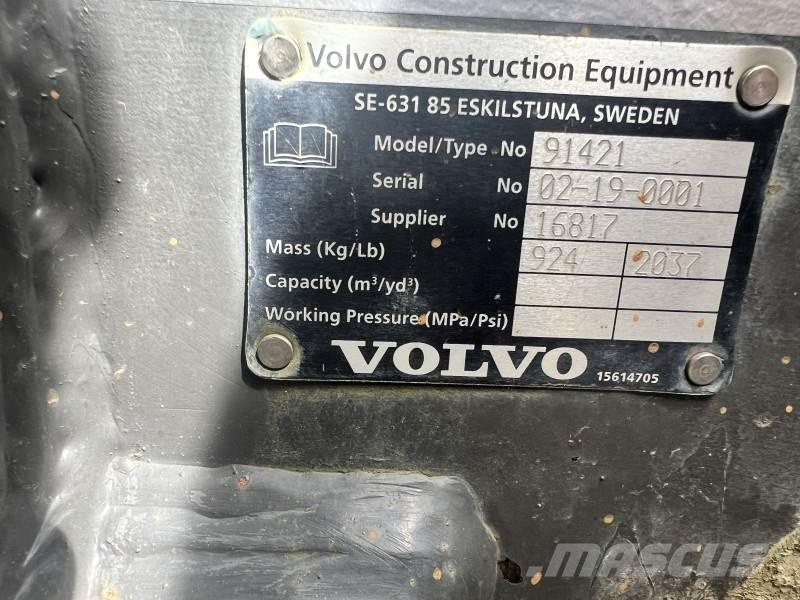 Volvo Construction Equipment
SE-631 85 ESKILSTUNA, SWEDEN
Model/Type No 91421
Serial No 02-19-0001
Supplier No 16817
Mass (Kg/Lb) 924 2037
Capacity (m³/yd³)
Working Pressure (MPa/Psi)
VOLVO 15614705
MASCUS